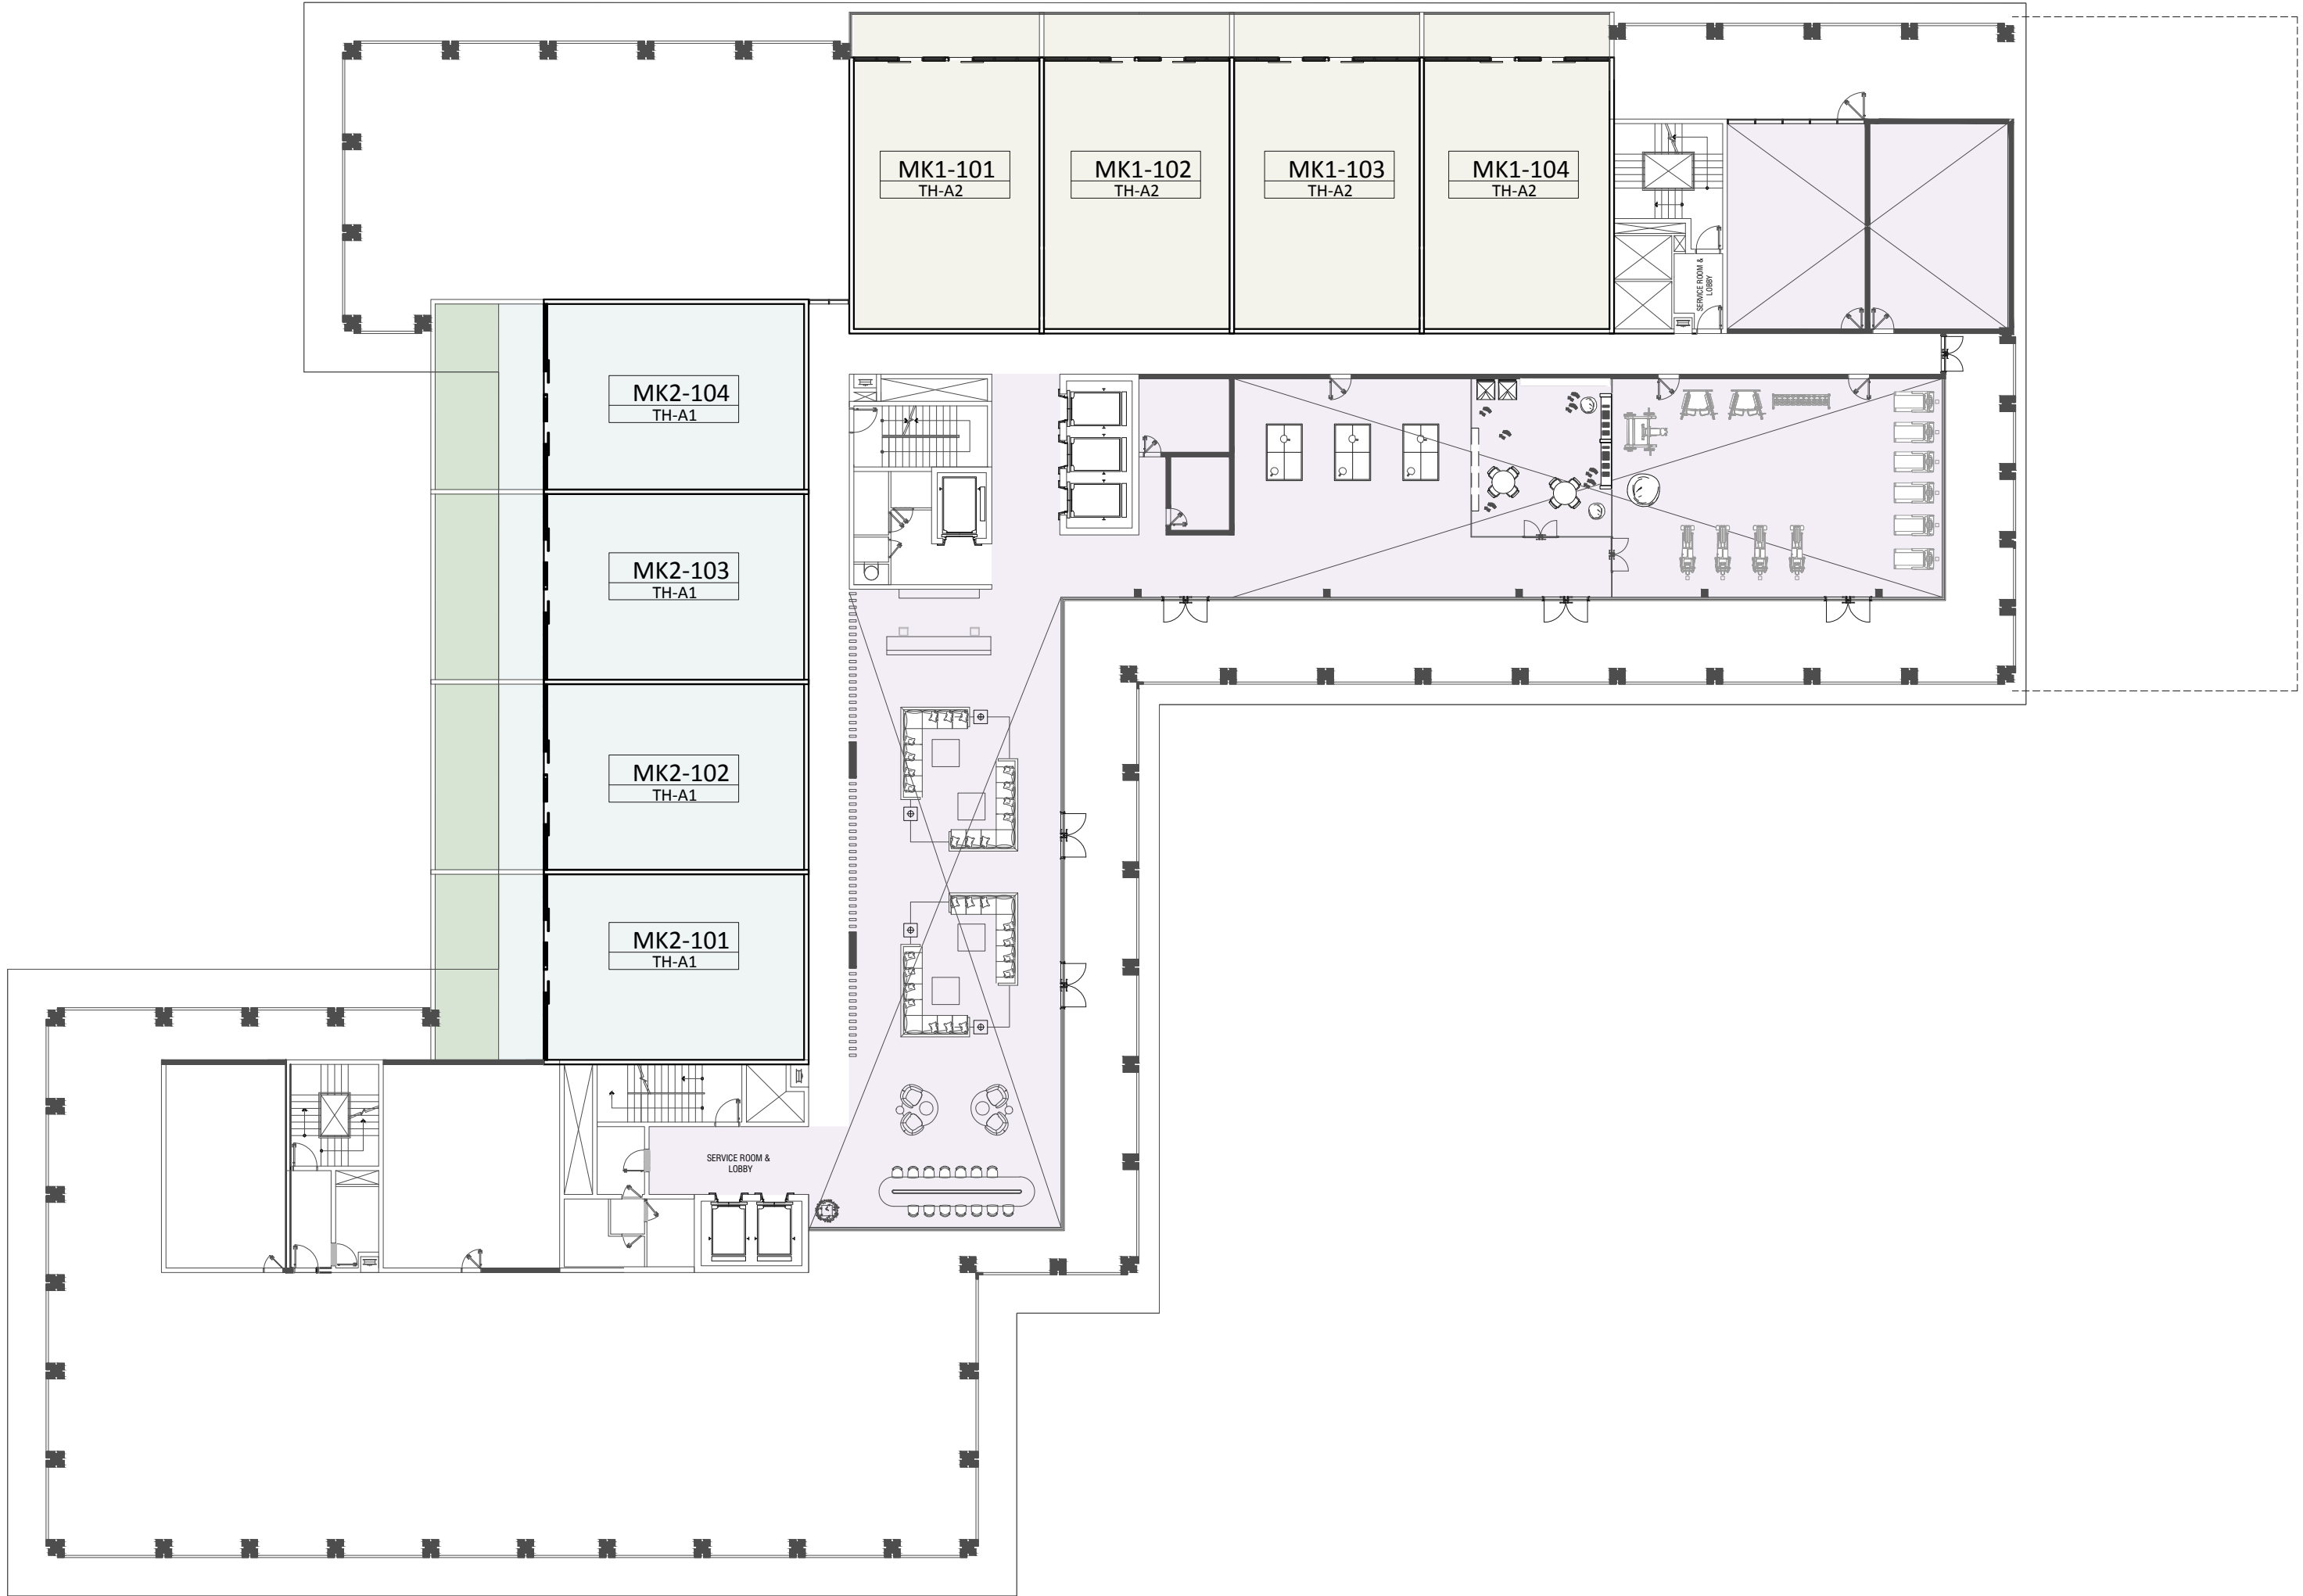 MK1-101
TH-A2
MK1-102
TH-A2
MK1-103
TH-A2
MK1-104
TH-A2
SERVICE ROOM &
LOBBY
MK2-104
TH-A1
MK2-103
TH-A1
MK2-102
TH-A1
MK2-101
TH-A1
SERVICE ROOM &
LOBBY